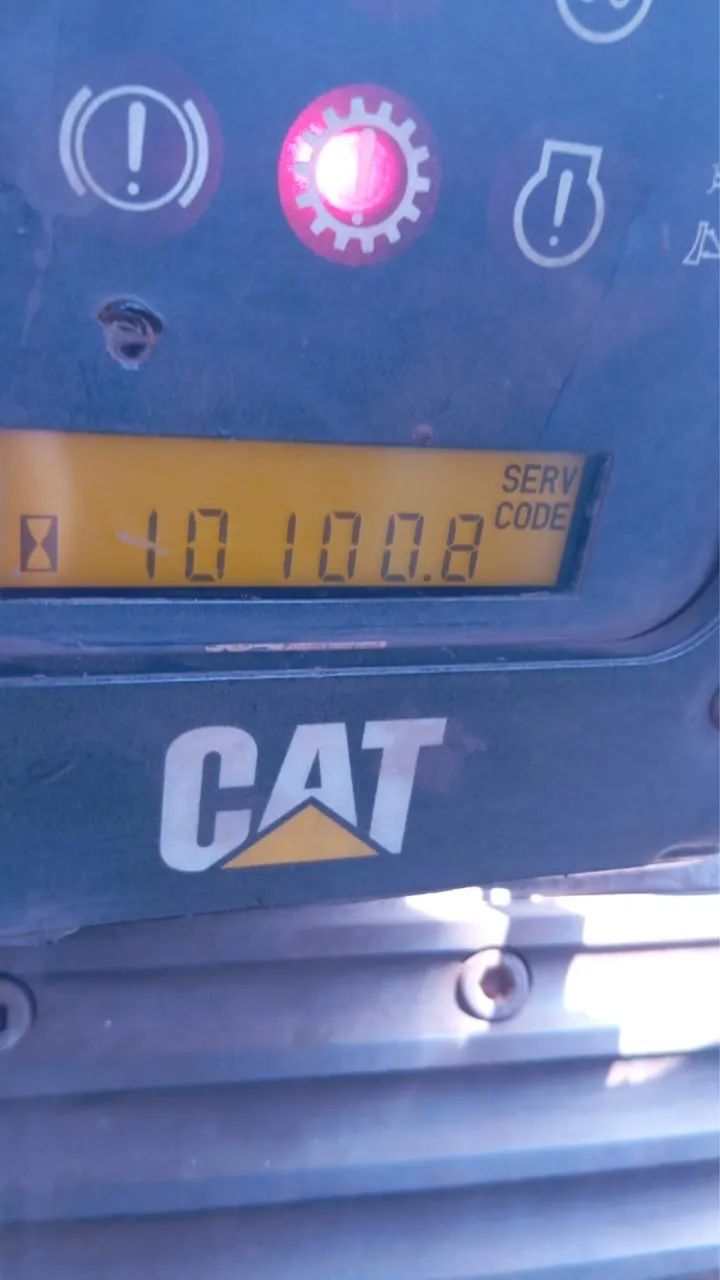 SERV
CODE
10100.8
CAT